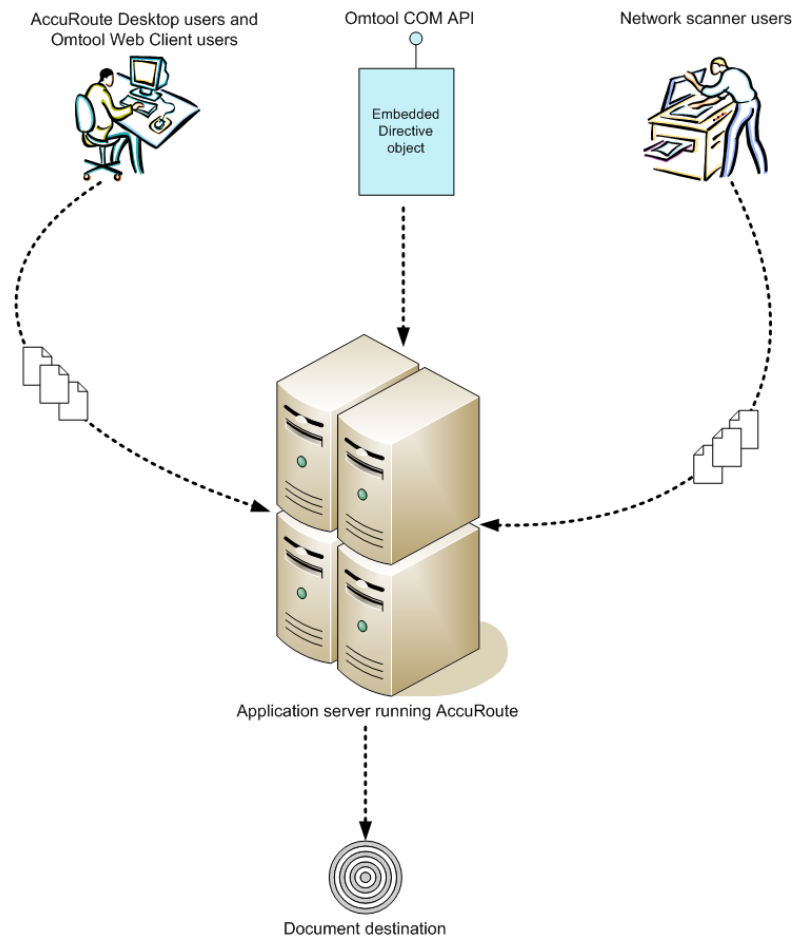 AccuRoute Desktop users and
Omtool Web Client users
Omtool COM API
Network scanner users
Embedded
Directive
object
Application server running AccuRoute
Document destination